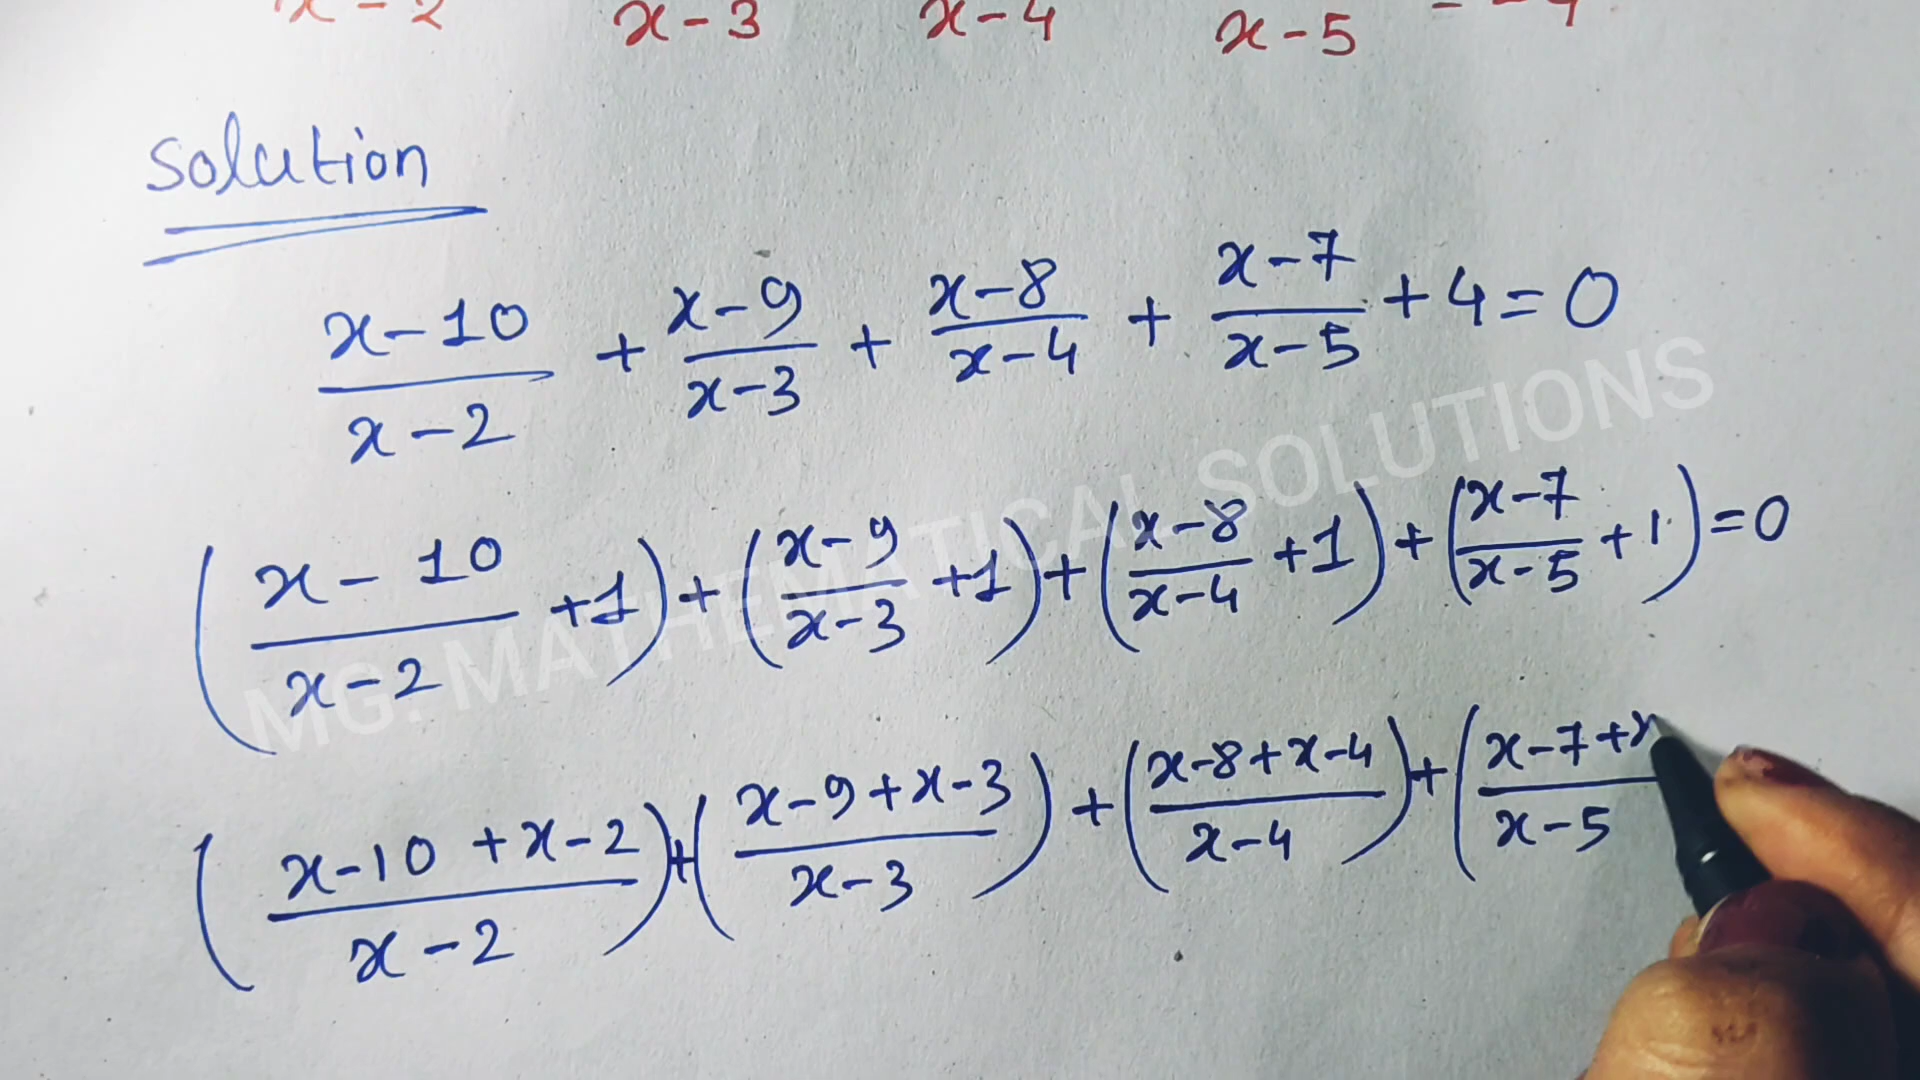 x-2 x-3 x-4 x-5 = -4
Solution
x-10/x-2 + x-9/x-3 + x-8/x-4 + x-7/x-5 + 4 = 0
(x-10/x-2 + 1) + (x-9/x-3 + 1) + (x-8/x-4 + 1) + (x-7/x-5 + 1) = 0
MG. MATHEMATICAL SOLUTIONS
(x-10+x-2/x-2) + (x-9+x-3/x-3) + (x-8+x-4/x-4) + (x-7+x/x-5